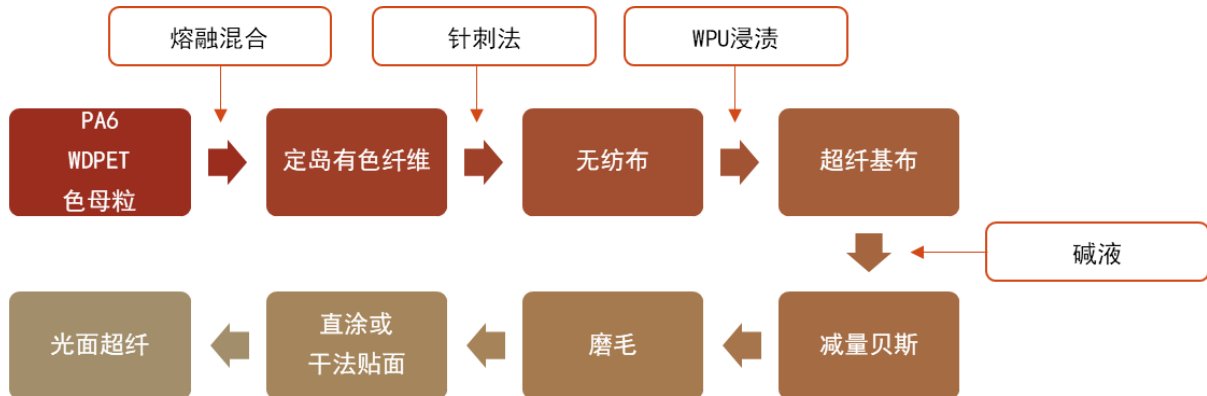 熔融混合
针刺法
WPU浸渍
PA6
WDPET
色母粒
定岛有色纤维
无纺布
超纤基布
碱液
光面超纤
直涂或
干法贴面
磨毛
减量贝斯